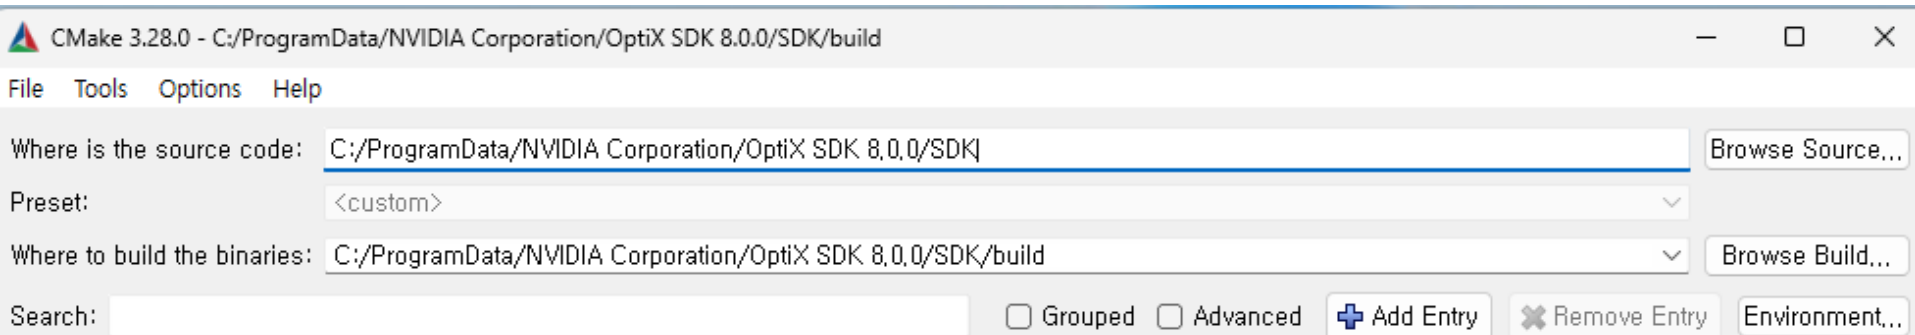 CMake 3.28.0 - C:/ProgramData/NVIDIA Corporation/OptiX SDK 8.0.0/SDK/build
File Tools Options Help
Where is the source code: C:/ProgramData/NVIDIA Corporation/OptiX SDK 8.0.0/SDK Browse Source...
Preset: <custom>
Where to build the binaries: C:/ProgramData/NVIDIA Corporation/OptiX SDK 8.0.0/SDK/build Browse Build...
Search: Grouped Advanced Add Entry Remove Entry Environment...